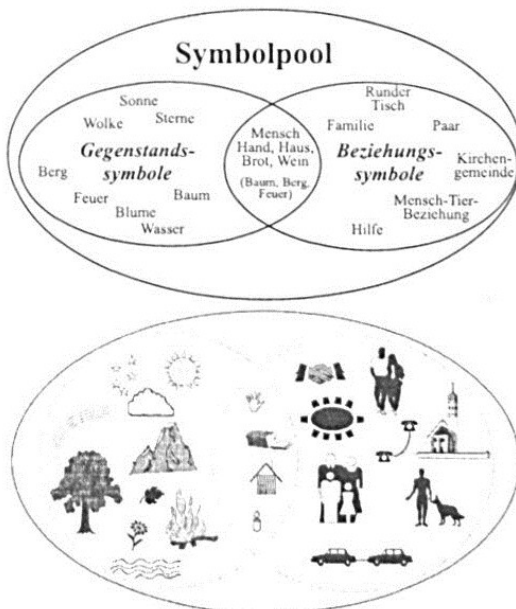 Symbolpool
Sonne
Wolke
Sterne
Gegenstands-
symbole
Berg
Feuer
Baum
Blume
Wasser
Mensch
Hand, Haus,
Brot, Wein
(Baum, Berg,
Feuer)
Runder
Tisch
Familie
Paar
Beziehungs-
symbole
Kirchen-
gemeinde
Mensch-Tier-
Beziehung
Hilfe